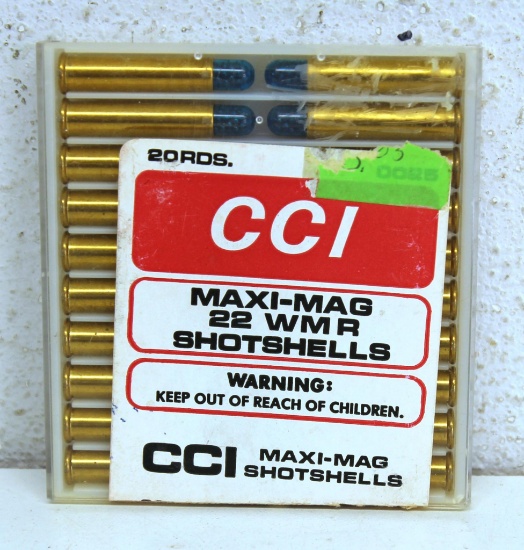 20RDS.
CCI
MAXI-MAG
22 WMR
SHOTSHELLS
WARNING:
KEEP OUT OF REACH OF CHILDREN.
CCI MAXI-MAG
SHOTSHELLS